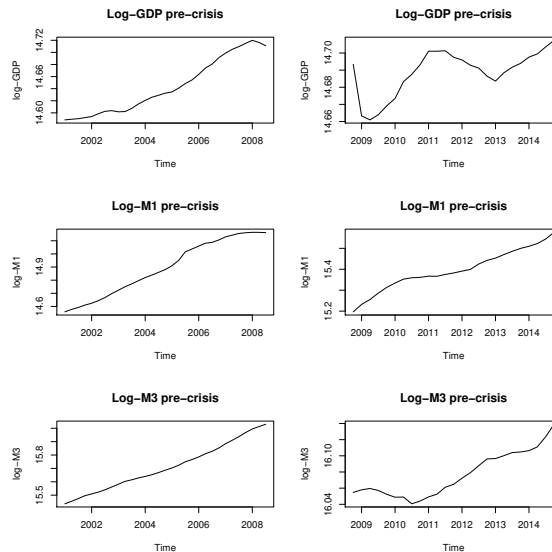 Log−GDP pre−crisis
log−GDP
14.60 14.66 14.72
2002 2004 2006 2008
Time
Log−GDP pre−crisis
log−GDP
14.66 14.68 14.70
2009 2010 2011 2012 2013 2014
Time
Log−M1 pre−crisis
log−M1
14.6 14.9
2002 2004 2006 2008
Time
Log−M1 pre−crisis
log−M1
15.2 15.4
2009 2010 2011 2012 2013 2014
Time
Log−M3 pre−crisis
log−M3
15.5 15.8
2002 2004 2006 2008
Time
Log−M3 pre−crisis
log−M3
16.04 16.10
2009 2010 2011 2012 2013 2014
Time